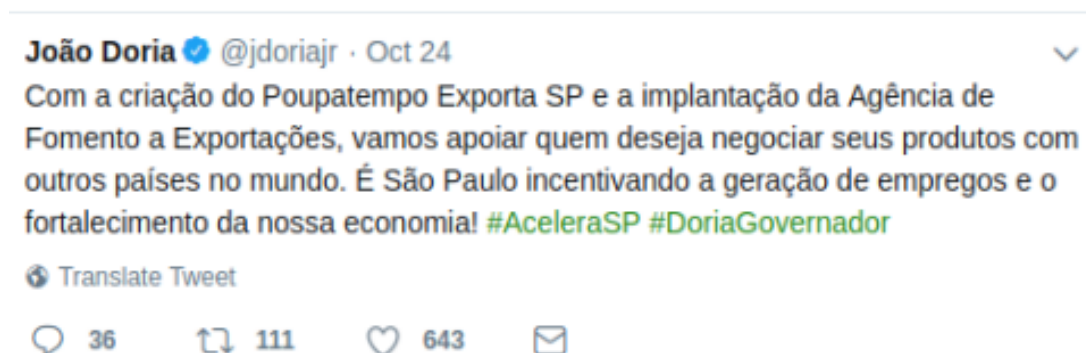 João Doria @jdoriajr · Oct 24
Com a criação do Poupatempo Exporta SP e a implantação da Agência de
Fomento a Exportações, vamos apoiar quem deseja negociar seus produtos com
outros países no mundo. É São Paulo incentivando a geração de empregos e o
fortalecimento da nossa economia! #AceleraSP #DoriaGovernador
Translate Tweet
36 111 643